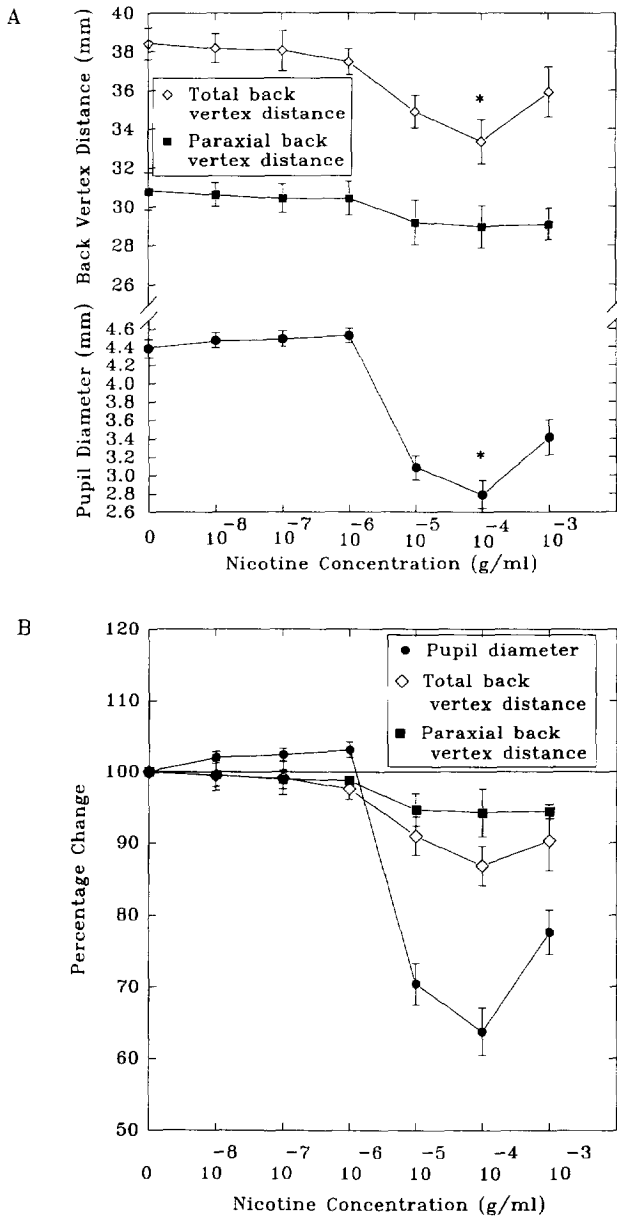 A
Back Vertex Distance (mm)
40
38
36
34
32
30
28
26
Total back
vertex distance
Paraxial back
vertex distance
*
Pupil Diameter (mm)
4.6
4.4
4.2
4.0
3.8
3.6
3.4
3.2
3.0
2.8
2.6
*
0 10⁻⁸ 10⁻⁷ 10⁻⁶ 10⁻⁵ 10⁻⁴ 10⁻³
Nicotine Concentration (g/ml)
B
Percentage Change
120
110
100
90
80
70
60
50
Pupil diameter
Total back
vertex distance
Paraxial back
vertex distance
0 10⁻⁸ 10⁻⁷ 10⁻⁶ 10⁻⁵ 10⁻⁴ 10⁻³
Nicotine Concentration (g/ml)